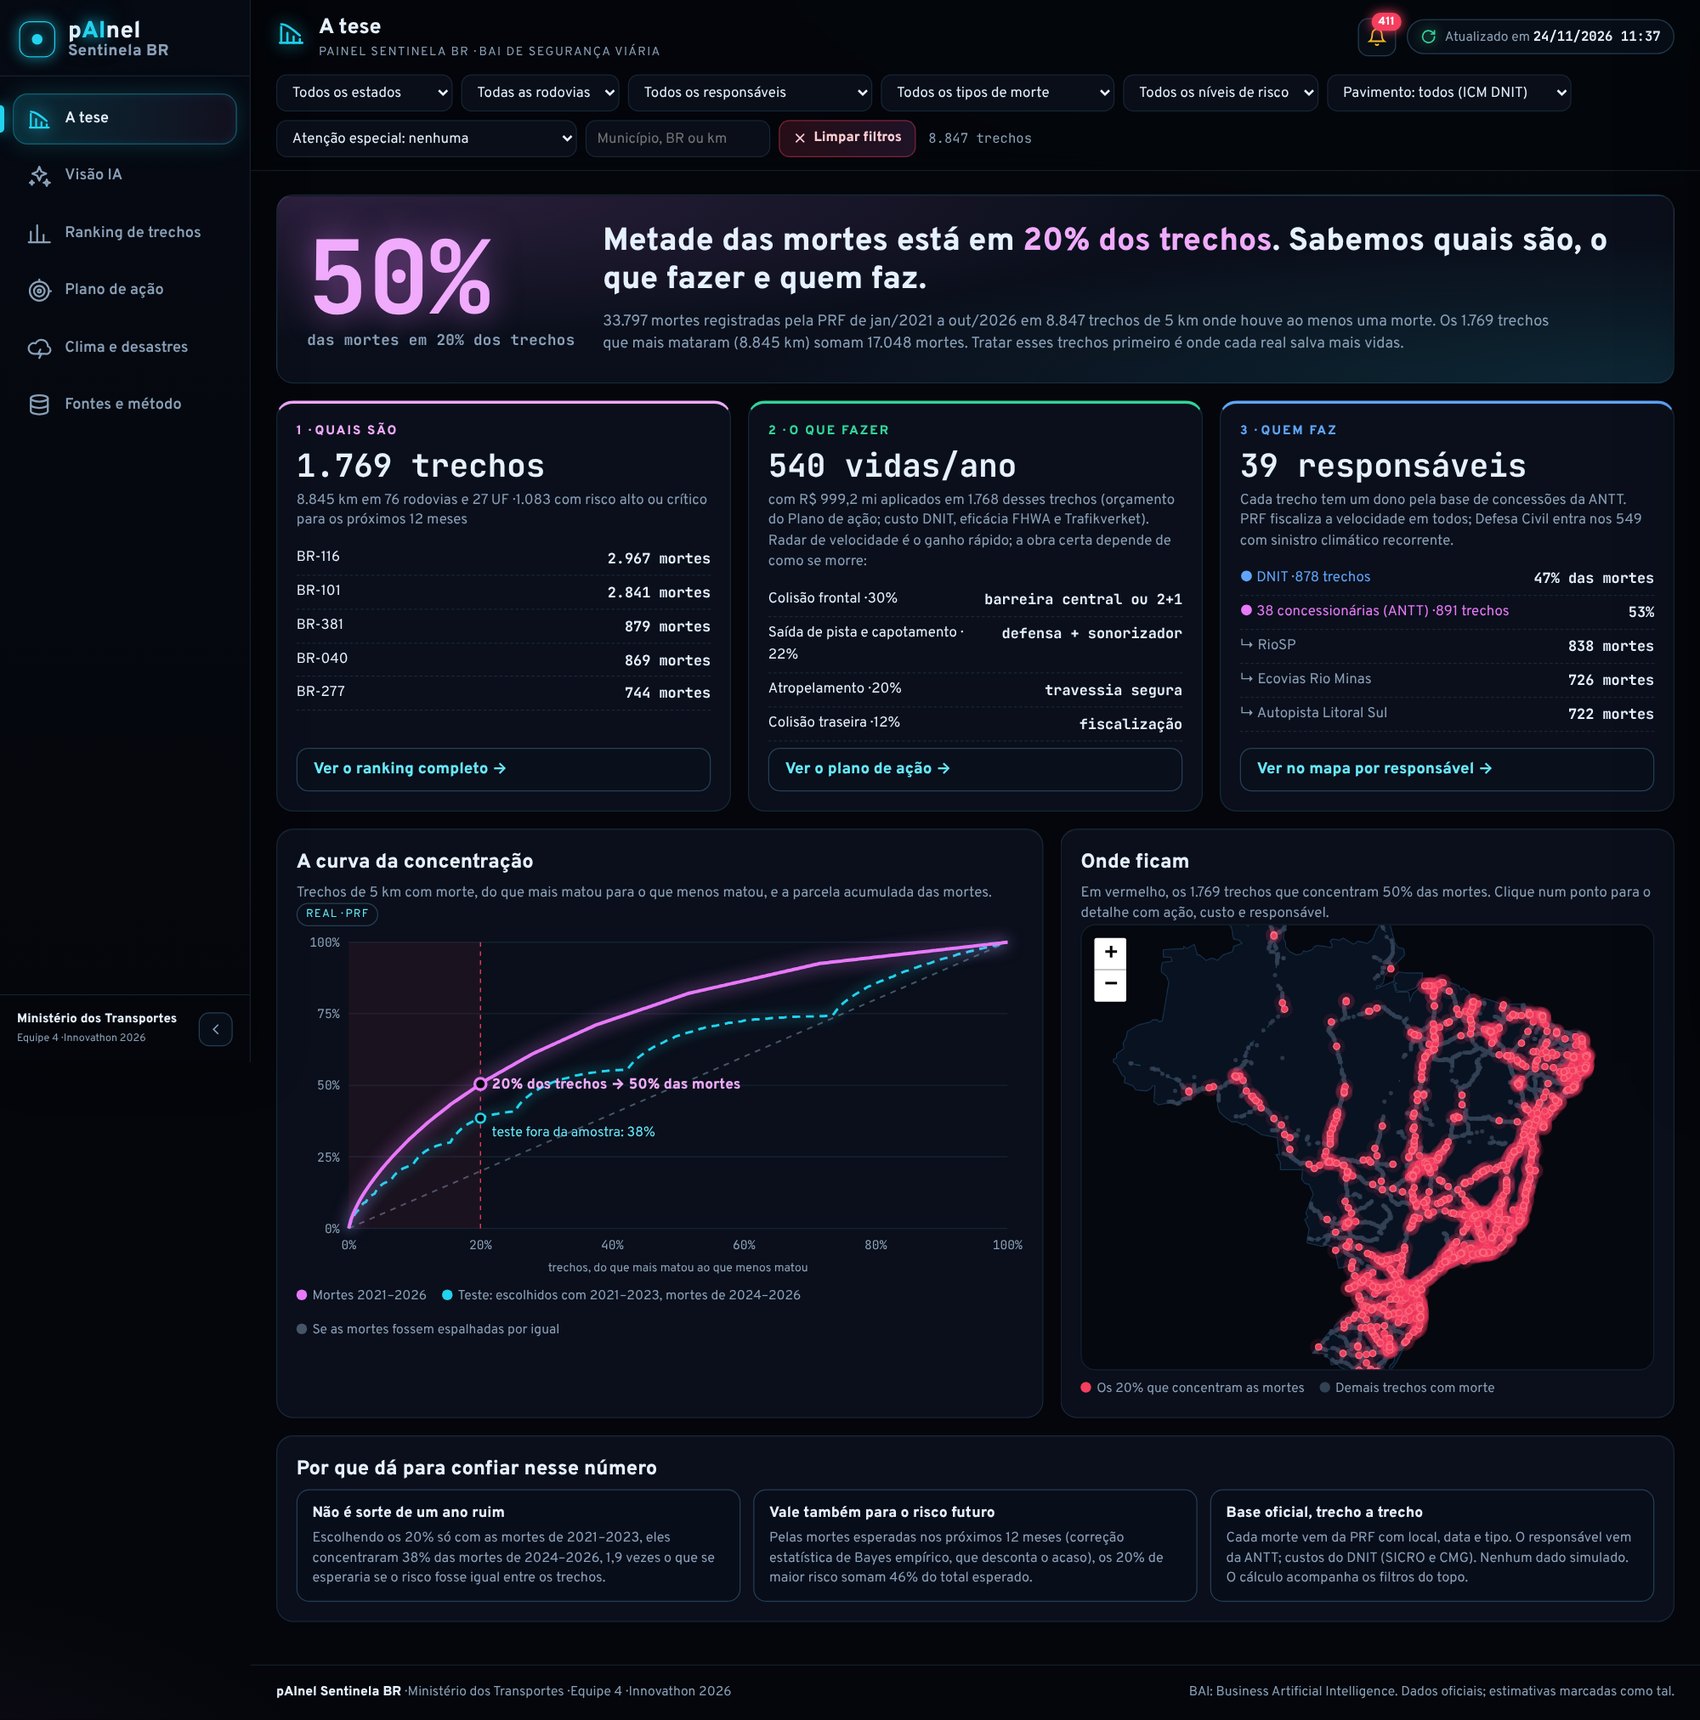 pAInel
Sentinela BR
A tese
Visão IA
Ranking de trechos
Plano de ação
Clima e desastres
Fontes e método
Ministério dos Transportes
Equipe 4 · Innovathon 2026
A tese
PAINEL SENTINELA BR · BAI DE SEGURANÇA VIÁRIA
411
Atualizado em 24/11/2026 11:37
Todos os estados
Todas as rodovias
Todos os responsáveis
Todos os tipos de morte
Todos os níveis de risco
Pavimento: todos (ICM DNIT)
Atenção especial: nenhuma
Município, BR ou km
Limpar filtros
8.847 trechos
50%
das mortes em 20% dos trechos
Metade das mortes está em 20% dos trechos. Sabemos quais são, o
que fazer e quem faz.
33.797 mortes registradas pela PRF de jan/2021 a out/2026 em 8.847 trechos de 5 km onde houve ao menos uma morte. Os 1.769 trechos
que mais mataram (8.845 km) somam 17.048 mortes. Tratar esses trechos primeiro é onde cada real salva mais vidas.
1 · QUAIS SÃO
1.769 trechos
8.845 km em 76 rodovias e 27 UF · 1.083 com risco alto ou crítico
para os próximos 12 meses
BR-116 2.967 mortes
BR-101 2.841 mortes
BR-381 879 mortes
BR-040 869 mortes
BR-277 744 mortes
Ver o ranking completo →
2 · O QUE FAZER
540 vidas/ano
com R$ 999,2 mi aplicados em 1.768 desses trechos (orçamento
do Plano de ação; custo DNIT, eficácia FHWA e Trafikverket).
Radar de velocidade é o ganho rápido; a obra certa depende de
como se morre:
Colisão frontal · 30% barreira central ou 2+1
Saída de pista e capotamento · defensa + sonorizador
22%
Atropelamento · 20% travessia segura
Colisão traseira · 12% fiscalização
Ver o plano de ação →
3 · QUEM FAZ
39 responsáveis
Cada trecho tem um dono pela base de concessões da ANTT.
PRF fiscaliza a velocidade em todos; Defesa Civil entra nos 549
com sinistro climático recorrente.
DNIT · 878 trechos 47% das mortes
38 concessionárias (ANTT) · 891 trechos 53%
↳ RioSP 838 mortes
↳ Ecovias Rio Minas 726 mortes
↳ Autopista Litoral Sul 722 mortes
Ver no mapa por responsável →
A curva da concentração
Trechos de 5 km com morte, do que mais matou para o que menos matou, e a parcela acumulada das mortes.
REAL · PRF
100%
75%
50%
25%
0%
20% dos trechos → 50% das mortes
teste fora da amostra: 38%
0% 20% 40% 60% 80% 100%
trechos, do que mais matou ao que menos matou
Mortes 2021–2026
Teste: escolhidos com 2021–2023, mortes de 2024–2026
Se as mortes fossem espalhadas por igual
Onde ficam
Em vermelho, os 1.769 trechos que concentram 50% das mortes. Clique num ponto para o
detalhe com ação, custo e responsável.
+
−
Os 20% que concentram as mortes
Demais trechos com morte
Por que dá para confiar nesse número
Não é sorte de um ano ruim
Escolhendo os 20% só com as mortes de 2021–2023, eles
concentraram 38% das mortes de 2024–2026, 1,9 vezes o que se
esperaria se o risco fosse igual entre os trechos.
Vale também para o risco futuro
Pelas mortes esperadas nos próximos 12 meses (correção
estatística de Bayes empírico, que desconta o acaso), os 20% de
maior risco somam 46% do total esperado.
Base oficial, trecho a trecho
Cada morte vem da PRF com local, data e tipo. O responsável vem
da ANTT; custos do DNIT (SICRO e CMG). Nenhum dado simulado.
O cálculo acompanha os filtros do topo.
pAInel Sentinela BR · Ministério dos Transportes · Equipe 4 · Innovathon 2026
BAI: Business Artificial Intelligence. Dados oficiais; estimativas marcadas como tal.